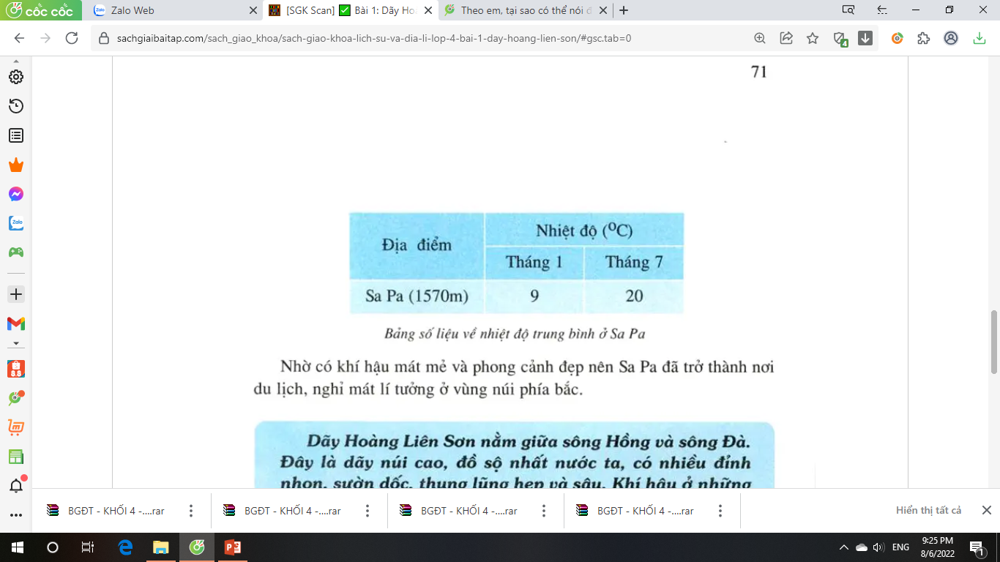 cốc cốc
Zalo Web
[SGK Scan] ✅ Bài 1: Dãy Hoà
Theo em, tại sao có thể nói đ
sachgiaibaitap.com/sach_giao_khoa/sach-giao-khoa-lich-su-va-dia-li-lop-4-bai-1-day-hoang-lien-son/#gsc.tab=0
4
71
Địa điểm
Nhiệt độ (ºC)
Tháng 1
Tháng 7
Sa Pa (1570m)
9
20
Bảng số liệu về nhiệt độ trung bình ở Sa Pa
Nhờ có khí hậu mát mẻ và phong cảnh đẹp nên Sa Pa đã trở thành nơi
du lịch, nghỉ mát lí tưởng ở vùng núi phía bắc.
Dãy Hoàng Liên Sơn nằm giữa sông Hồng và sông Đà.
Đây là dãy núi cao, đồ sộ nhất nước ta, có nhiều đỉnh
nhọn, sườn dốc, thung lũng hẹp và sâu. Khí hậu ở những
Zalo
8.8
BGĐT - KHỐI 4 -....rar
BGĐT - KHỐI 4 -....rar
BGĐT - KHỐI 4 -....rar
BGĐT - KHỐI 4 -....rar
Hiển thị tất cả
ENG
9:25 PM
8/6/2022
1